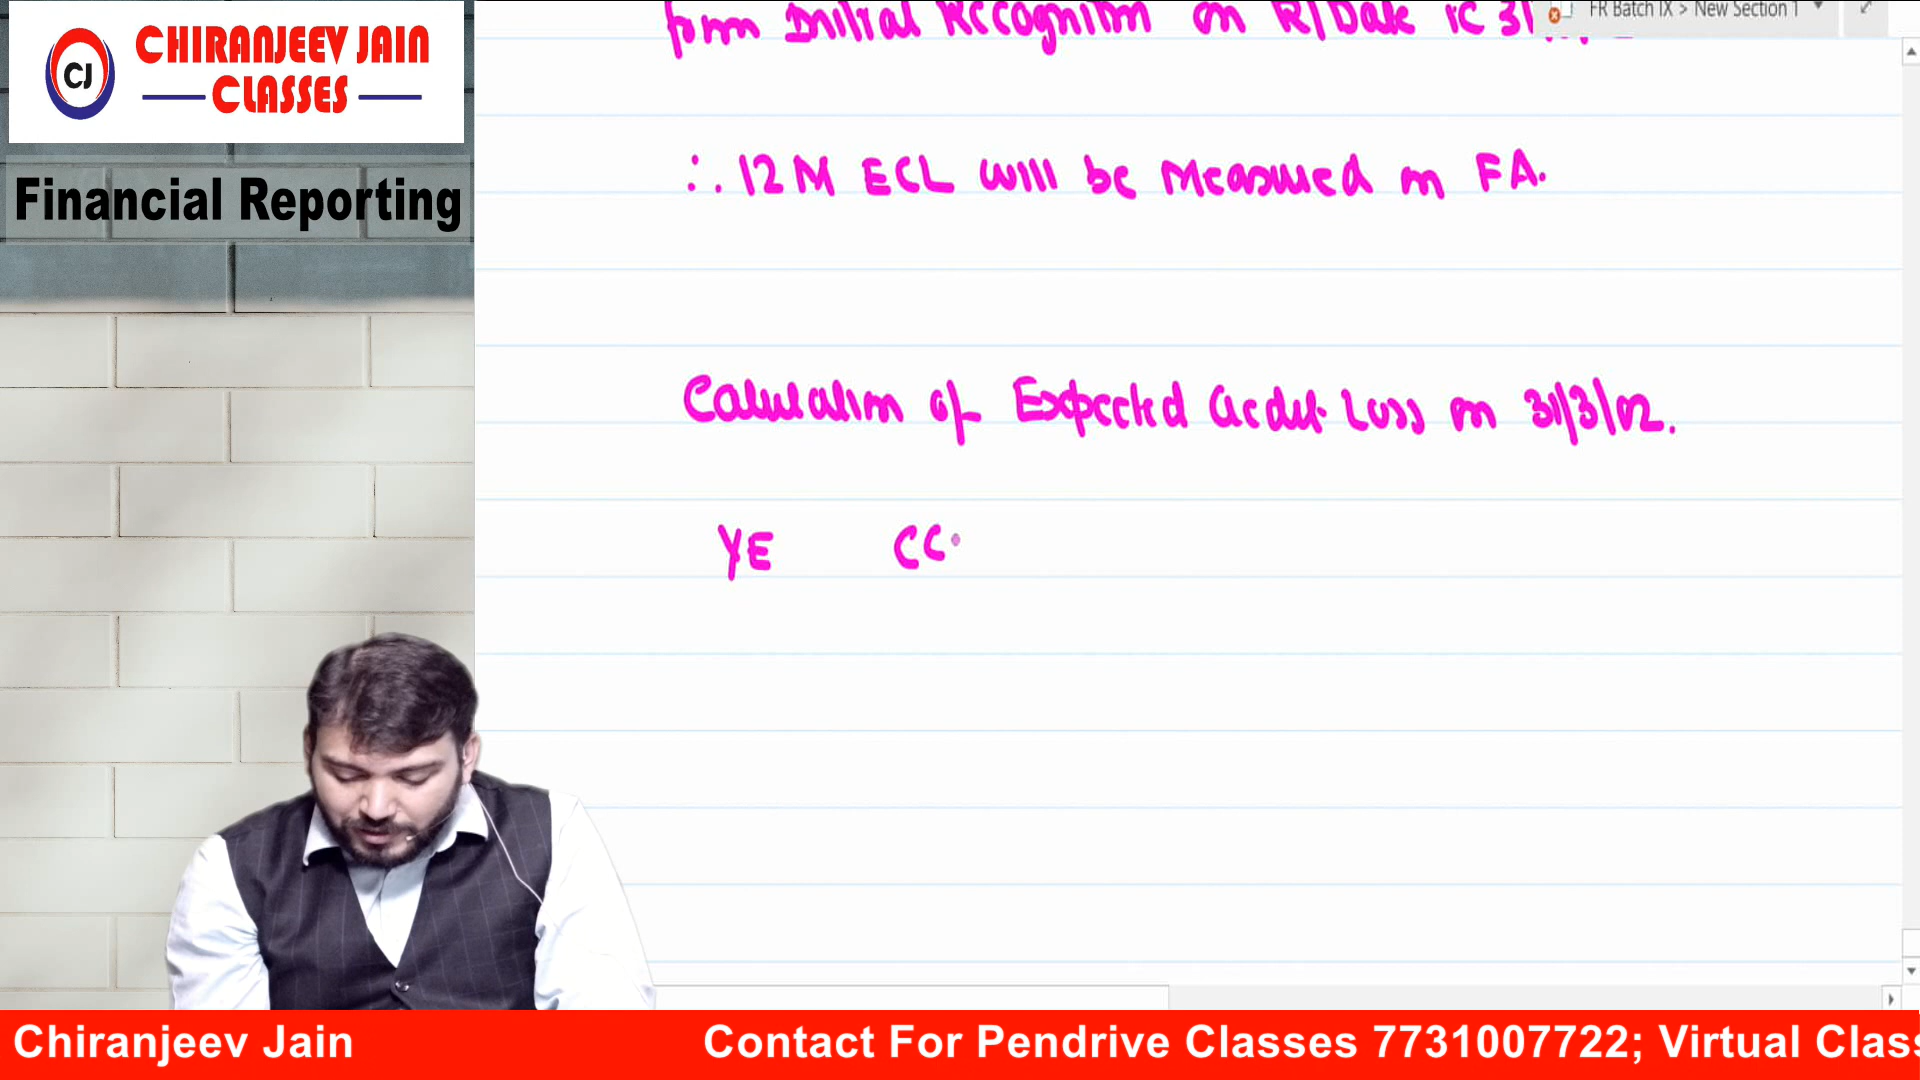 CHIRANJEEV JAIN
CJ
CLASSES
Financial Reporting
FR Batch IX > New Section 1
from Initial Recognition on R/Date ie 31
∴ 12 M ECL will be Measured on FA.
Calculation of Expected Credit Loss on 31/3/02.
YE CC
Chiranjeev Jain
Contact For Pendrive Classes 7731007722; Virtual Class